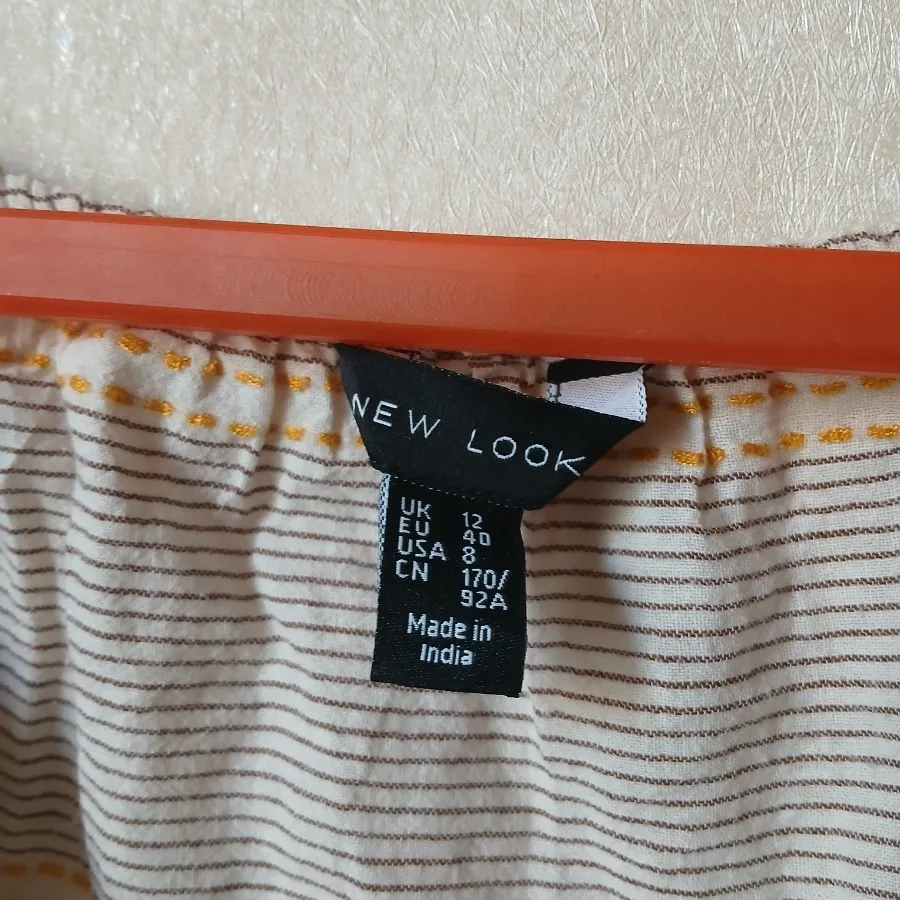 NEW LOOK
UK 12
EU 40
USA 8
CN 170/
92A
Made in
India